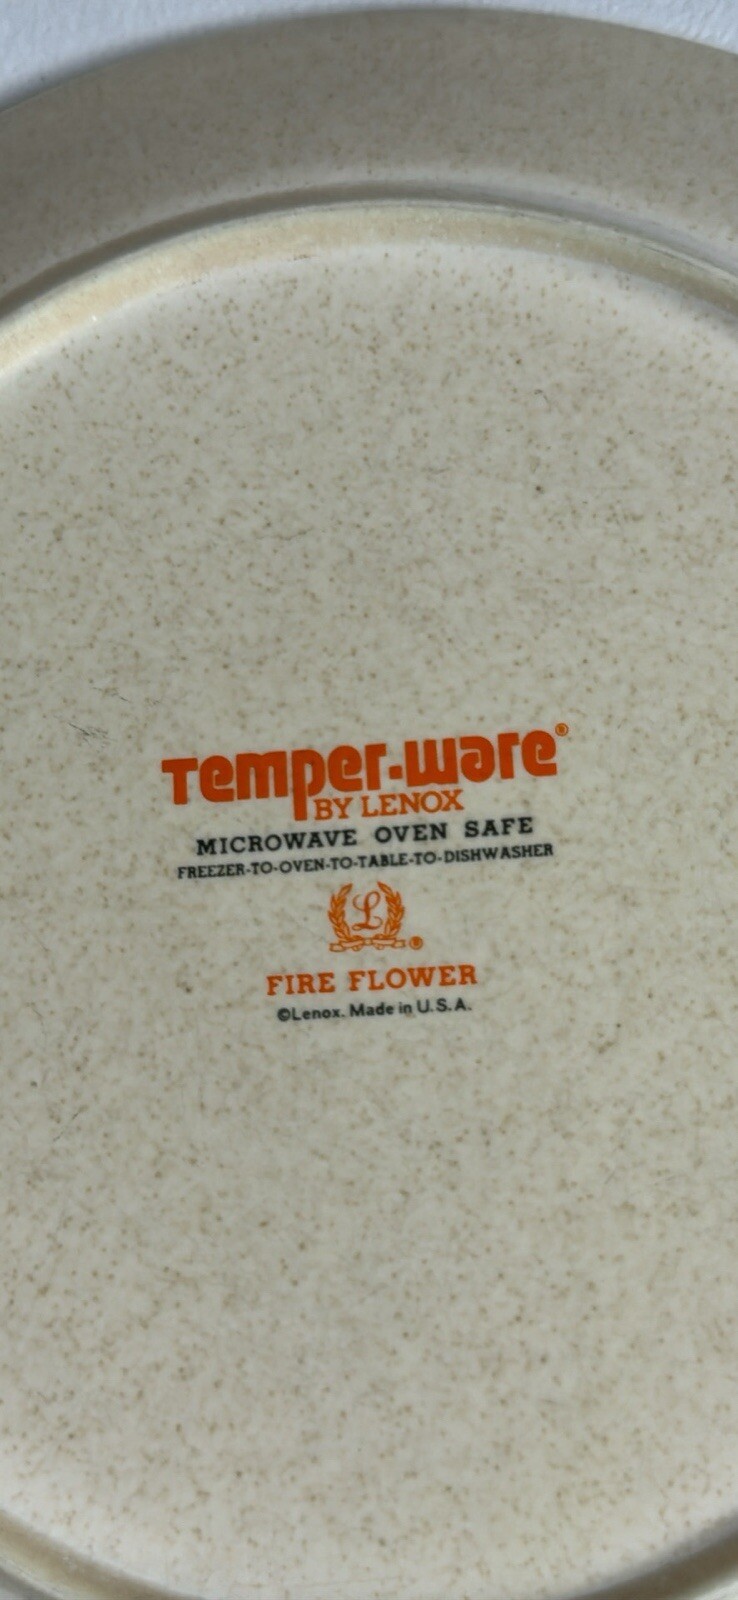 Temper-ware®
BY LENOX
MICROWAVE OVEN SAFE
FREEZER-TO-OVEN-TO-TABLE-TO-DISHWASHER
L ®
FIRE FLOWER
©Lenox. Made in U.S.A.